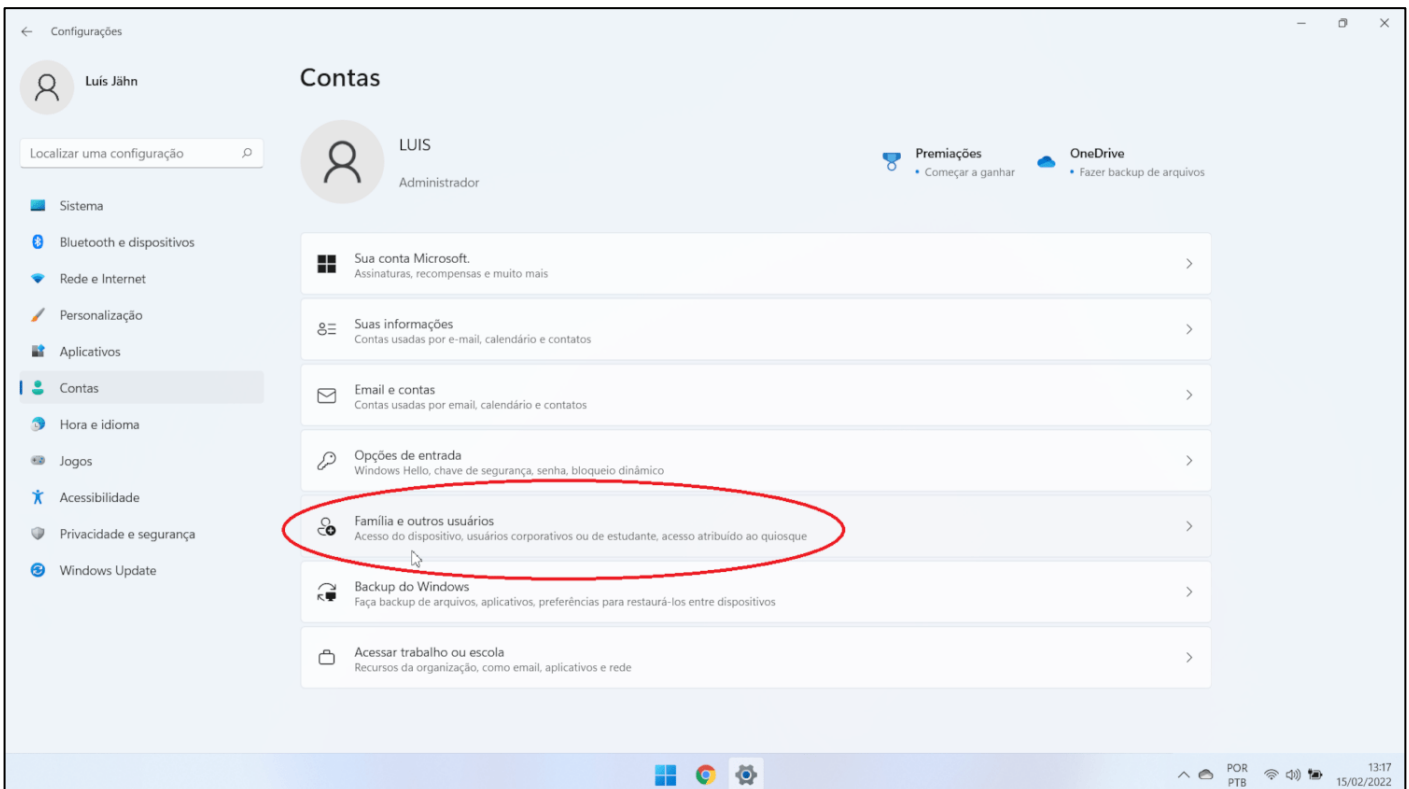 Configurações
Luís Jähn
Localizar uma configuração
Sistema
Bluetooth e dispositivos
Rede e Internet
Personalização
Aplicativos
Contas
Hora e idioma
Jogos
Acessibilidade
Privacidade e segurança
Windows Update
Contas
LUIS
Administrador
Premiações
• Começar a ganhar
OneDrive
• Fazer backup de arquivos
Sua conta Microsoft.
Assinaturas, recompensas e muito mais
Suas informações
Contas usadas por e-mail, calendário e contatos
Email e contas
Contas usadas por email, calendário e contatos
Opções de entrada
Windows Hello, chave de segurança, senha, bloqueio dinâmico
Família e outros usuários
Acesso do dispositivo, usuários corporativos ou de estudante, acesso atribuído ao quiosque
Backup do Windows
Faça backup de arquivos, aplicativos, preferências para restaurá-los entre dispositivos
Acessar trabalho ou escola
Recursos da organização, como email, aplicativos e rede
POR
PTB
13:17
15/02/2022